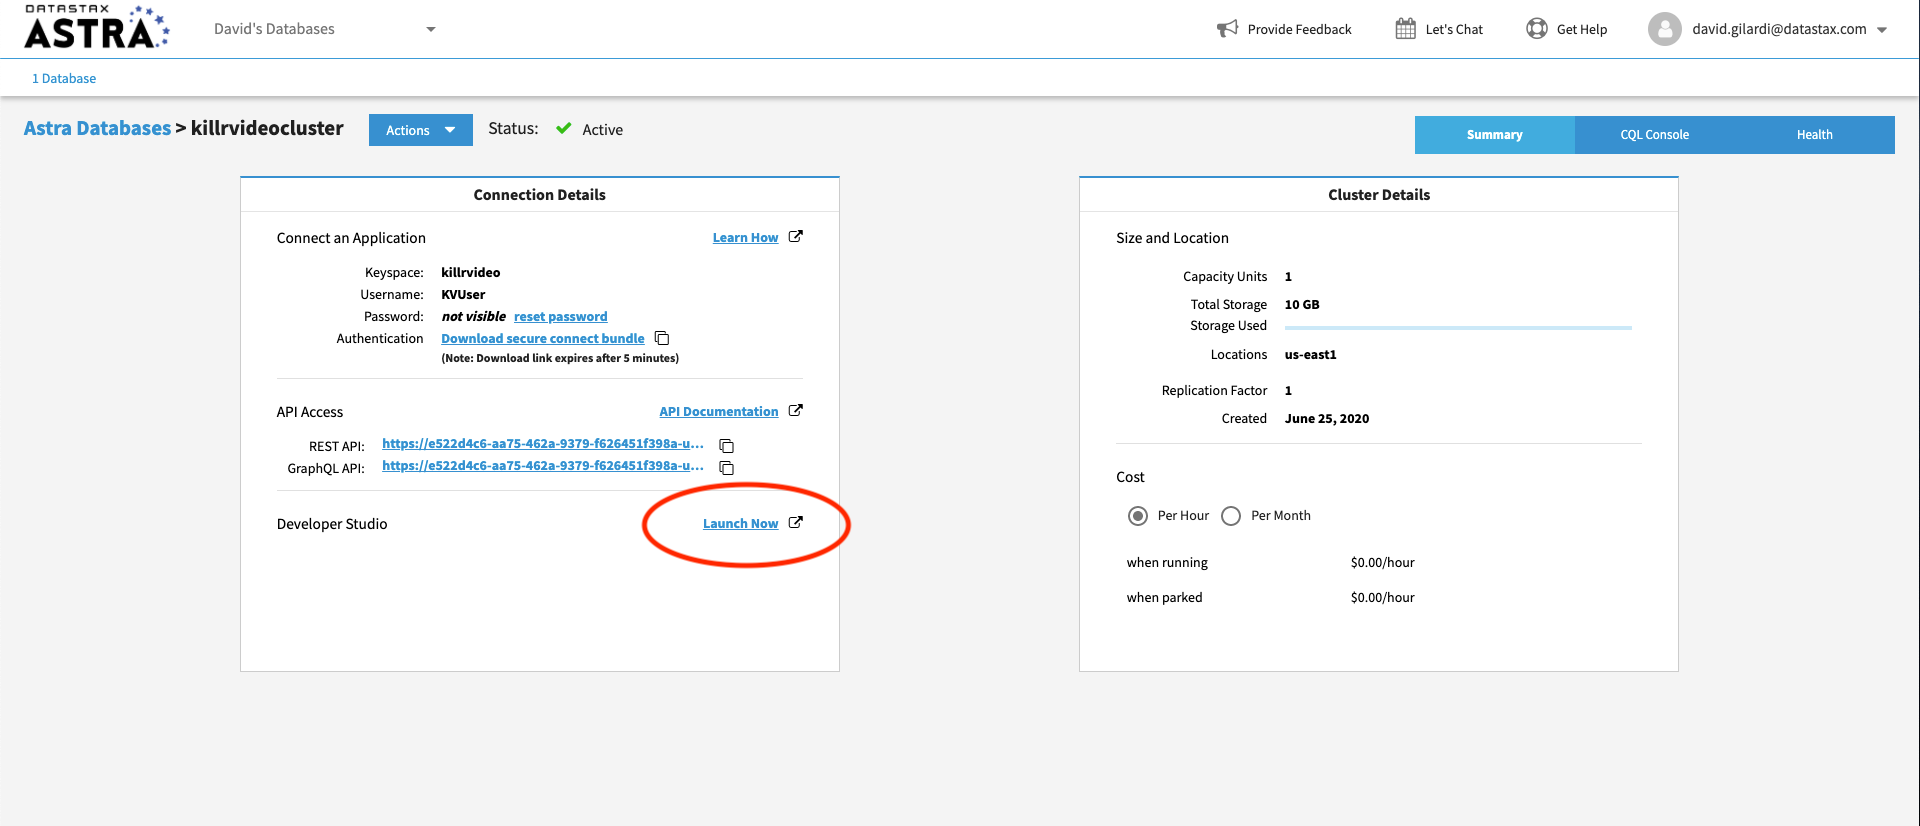 DATASTAX
ASTRA
David's Databases
Provide Feedback
Let's Chat
Get Help
david.gilardi@datastax.com
1 Database
Astra Databases > killrvideocluster
Actions
Status:
Active
Summary
CQL Console
Health
Connection Details
Connect an Application
Learn How
Keyspace: killrvideo
Username: KVUser
Password: not visible reset password
Authentication Download secure connect bundle
(Note: Download link expires after 5 minutes)
API Access
API Documentation
REST API: https://e522d4c6-aa75-462a-9379-f626451f398a-u...
GraphQL API: https://e522d4c6-aa75-462a-9379-f626451f398a-u...
Developer Studio
Launch Now
Cluster Details
Size and Location
Capacity Units 1
Total Storage 10 GB
Storage Used
Locations us-east1
Replication Factor 1
Created June 25, 2020
Cost
Per Hour
Per Month
when running $0.00/hour
when parked $0.00/hour